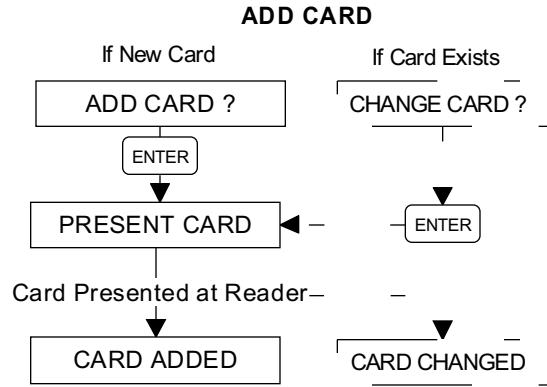 ADD CARD
If New Card
If Card Exists
ADD CARD ?
CHANGE CARD ?
ENTER
PRESENT CARD
ENTER
Card Presented at Reader
CARD ADDED
CARD CHANGED